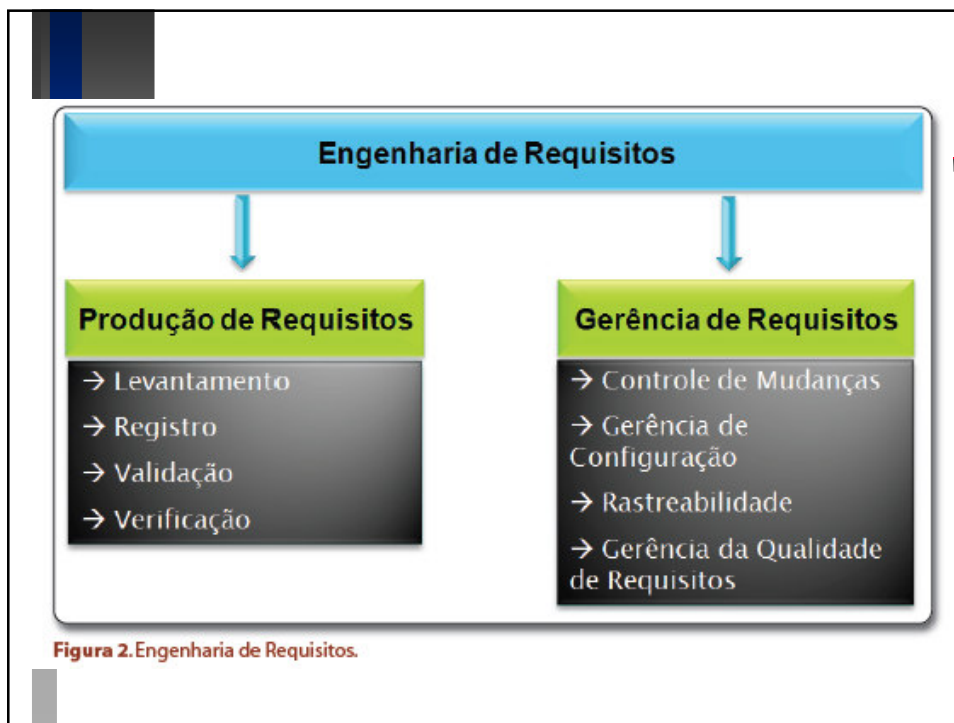 Engenharia de Requisitos
Produção de Requisitos
→ Levantamento
→ Registro
→ Validação
→ Verificação
Gerência de Requisitos
→ Controle de Mudanças
→ Gerência de
Configuração
→ Rastreabilidade
→ Gerência da Qualidade
de Requisitos
Figura 2. Engenharia de Requisitos.